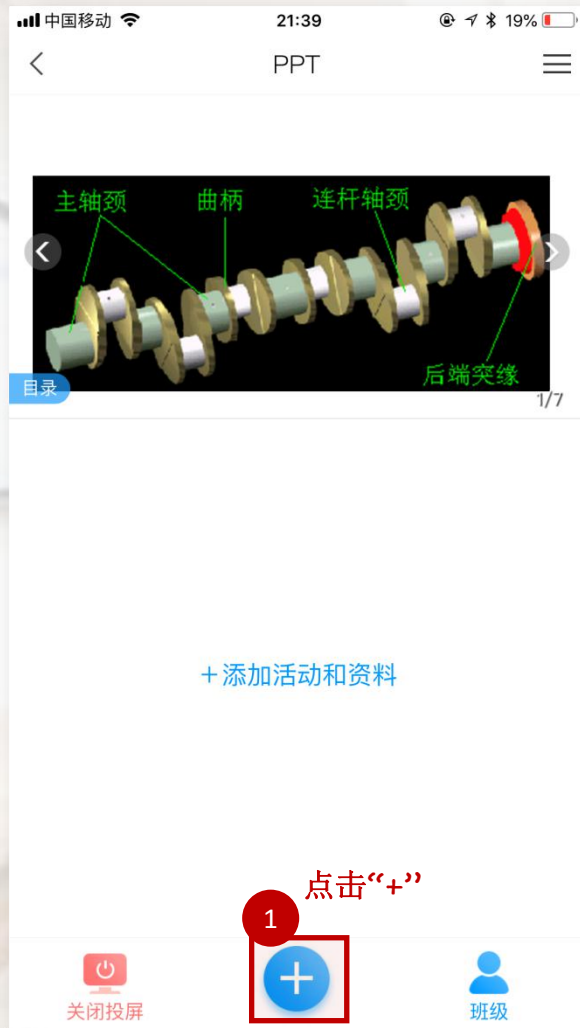 中国移动 21:39 19%
PPT
主轴颈 曲柄 连杆轴颈
后端突缘
目录
1/7
+添加活动和资料
点击“+”
1
关闭投屏 班级